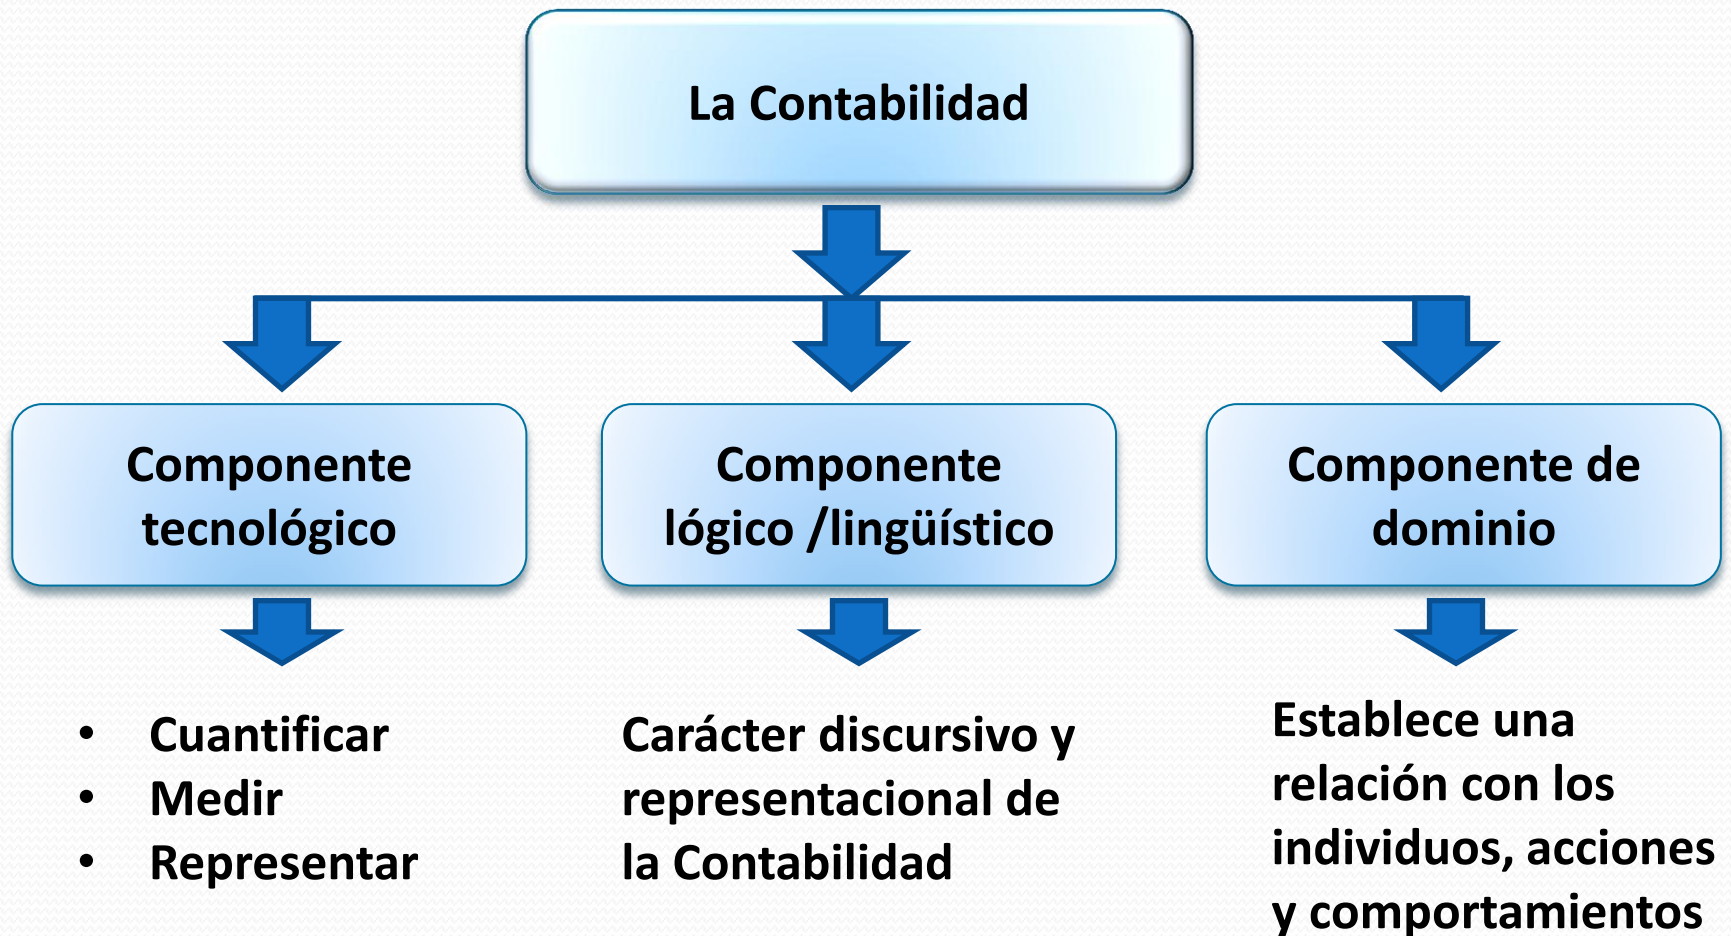 La Contabilidad
Componente
tecnológico
Componente
lógico /lingüístico
Componente de
dominio
• Cuantificar
• Medir
• Representar
Carácter discursivo y
representacional de
la Contabilidad
Establece una
relación con los
individuos, acciones
y comportamientos